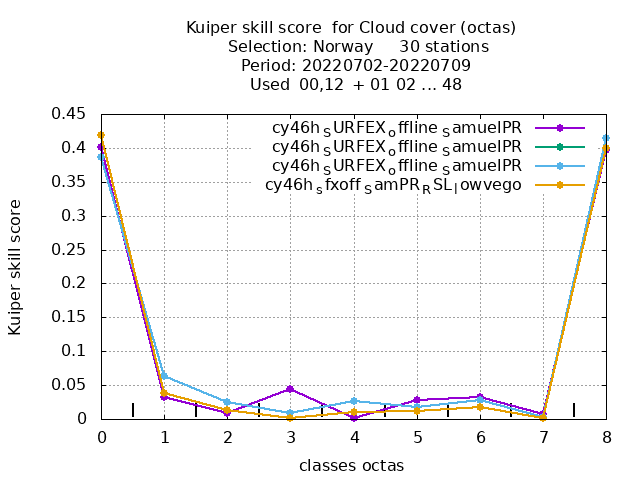 Kuiper skill score  for Cloud cover (octas)
Selection: Norway     30 stations
Period: 20220702-20220709
Used  00,12  + 01 02 ... 48
0.45
0.4
0.35
0.3
0.25
0.2
0.15
0.1
0.05
0
Kuiper skill score
cy46h_SURFEX_offline_SamuelPR
cy46h_SURFEX_offline_SamuelPR
cy46h_SURFEX_offline_SamuelPR
cy46h_sfxoff_SamPR_RSL_lowvego
0 1 2 3 4 5 6 7 8
classes octas